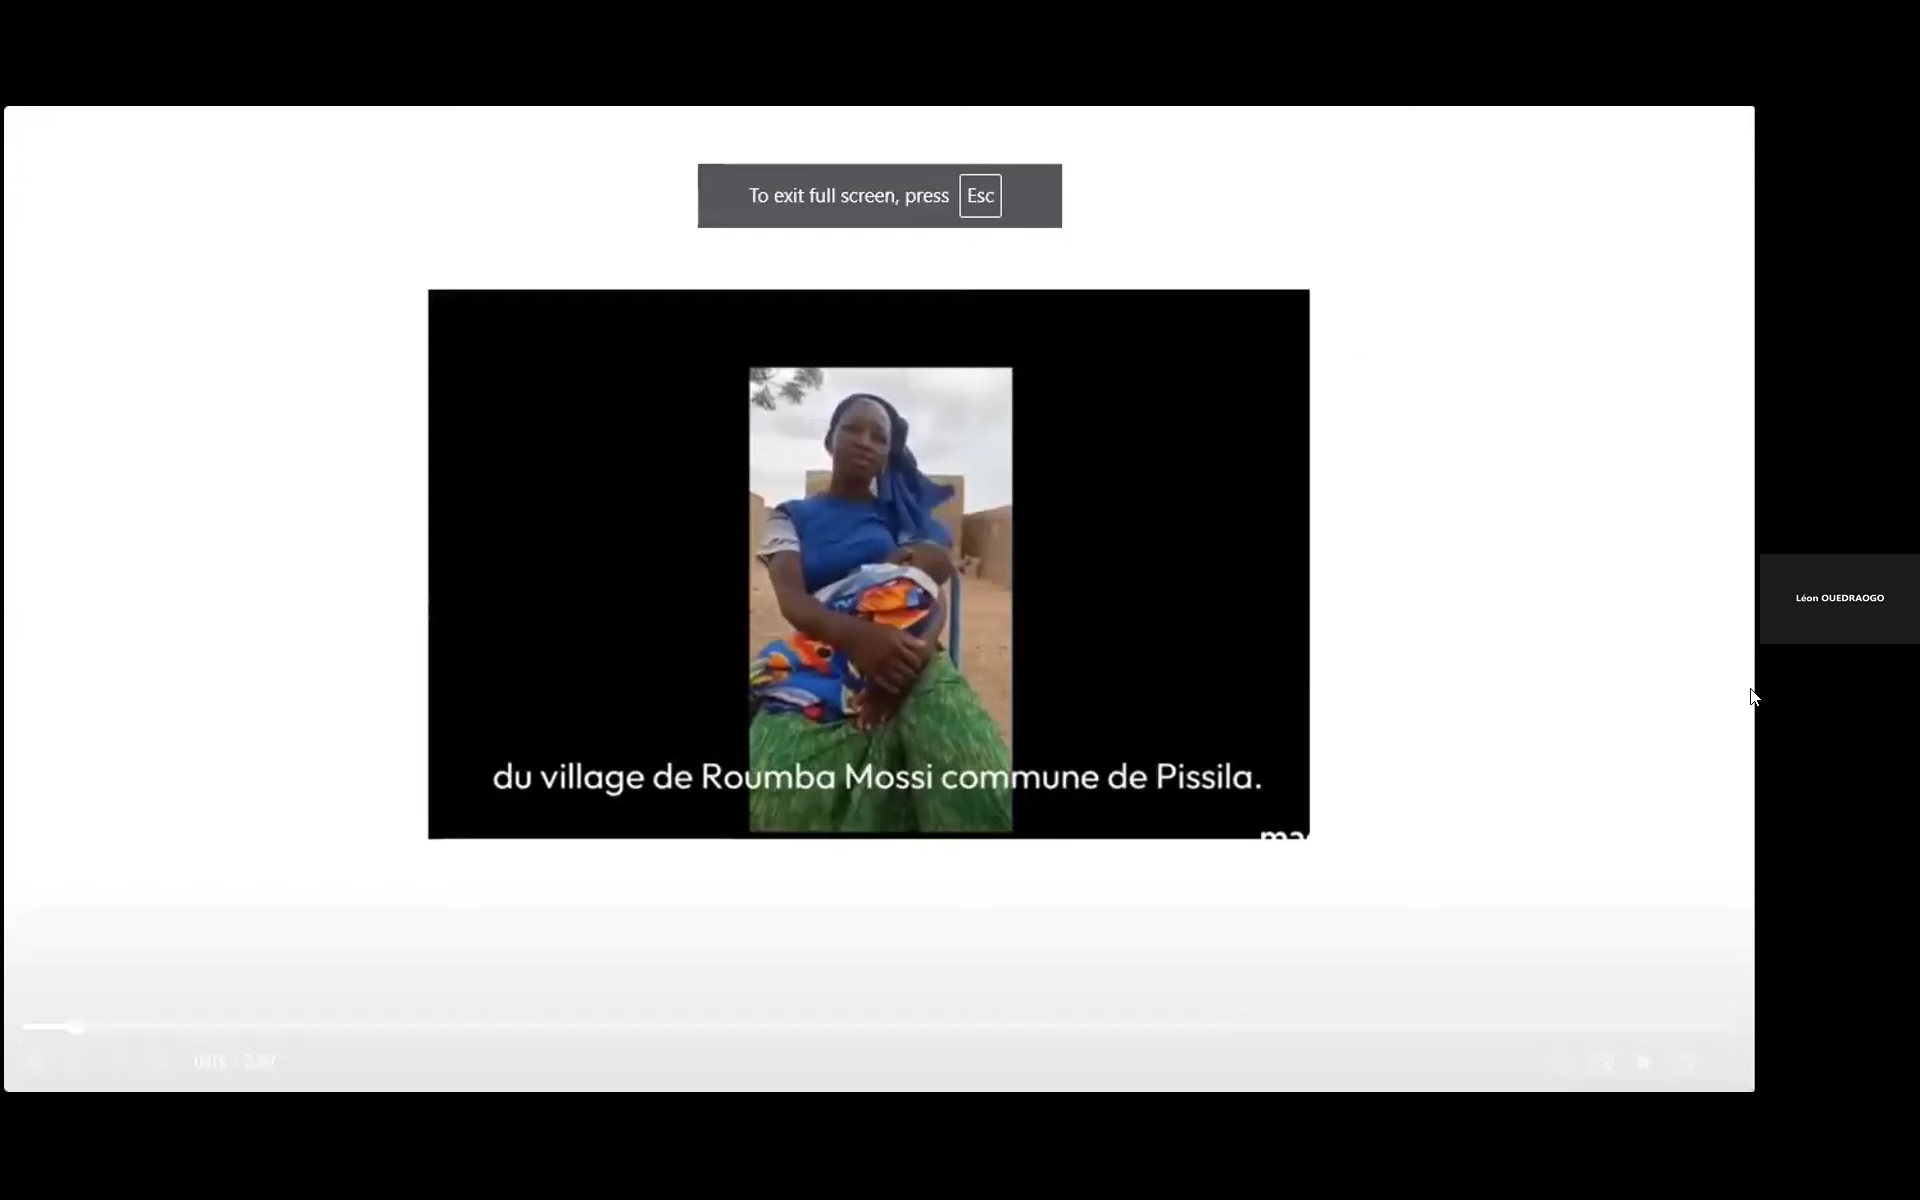 To exit full screen, press Esc
Léon OUEDRAOGO
du village de Roumba Mossi commune de Pissila.